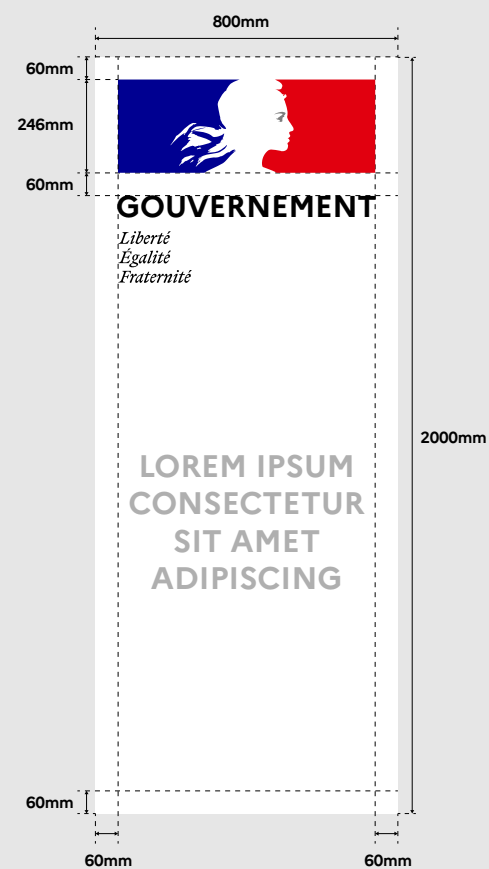 800mm
60mm
246mm
60mm
GOUVERNEMENT
Liberté
Égalité
Fraternité
2000mm
LOREM IPSUM
CONSECTETUR
SIT AMET
ADIPISCING
60mm
60mm
60mm